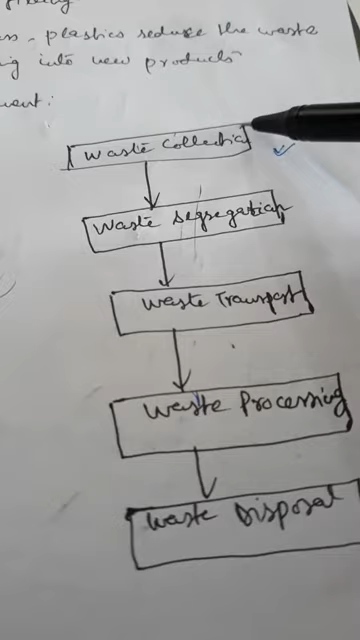 plastics reduce the waste
into new products
Waste Collection
Waste Segregation
Waste Transport
Waste Processing
Waste Disposal